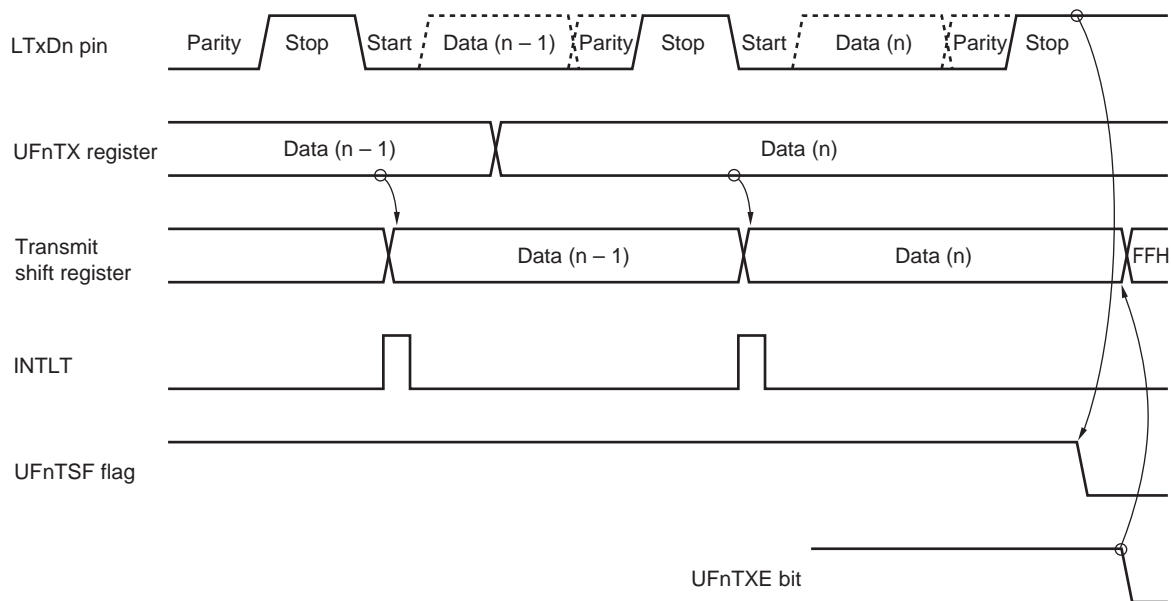 LTxDn pin Parity Stop Start Data (n – 1) Parity Stop Start Data (n) Parity Stop
UFnTX register Data (n – 1) Data (n)
Transmit
shift register Data (n – 1) Data (n) FFH
INTLT
UFnTSF flag
UFnTXE bit